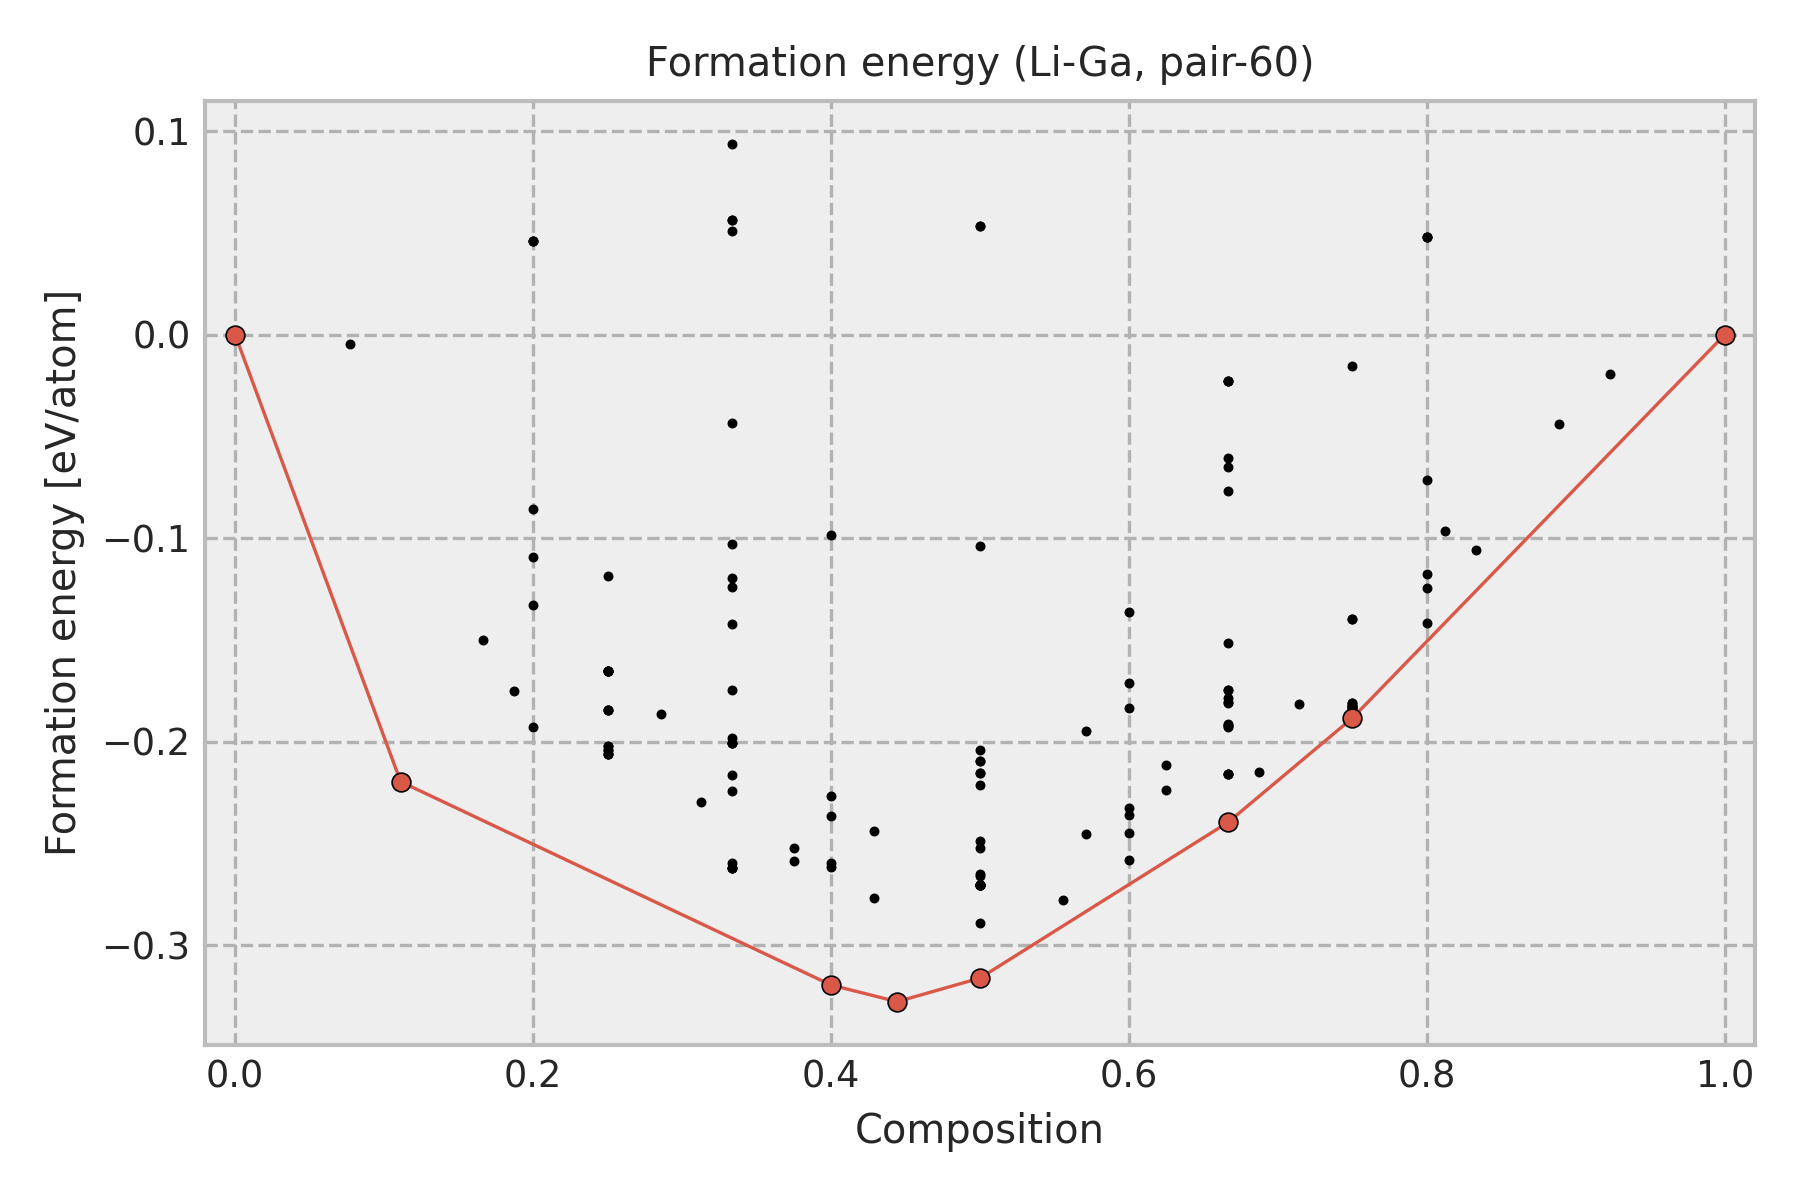 Formation energy (Li-Ga, pair-60)
Formation energy [eV/atom]
0.1
0.0
−0.1
−0.2
−0.3
0.0 0.2 0.4 0.6 0.8 1.0
Composition